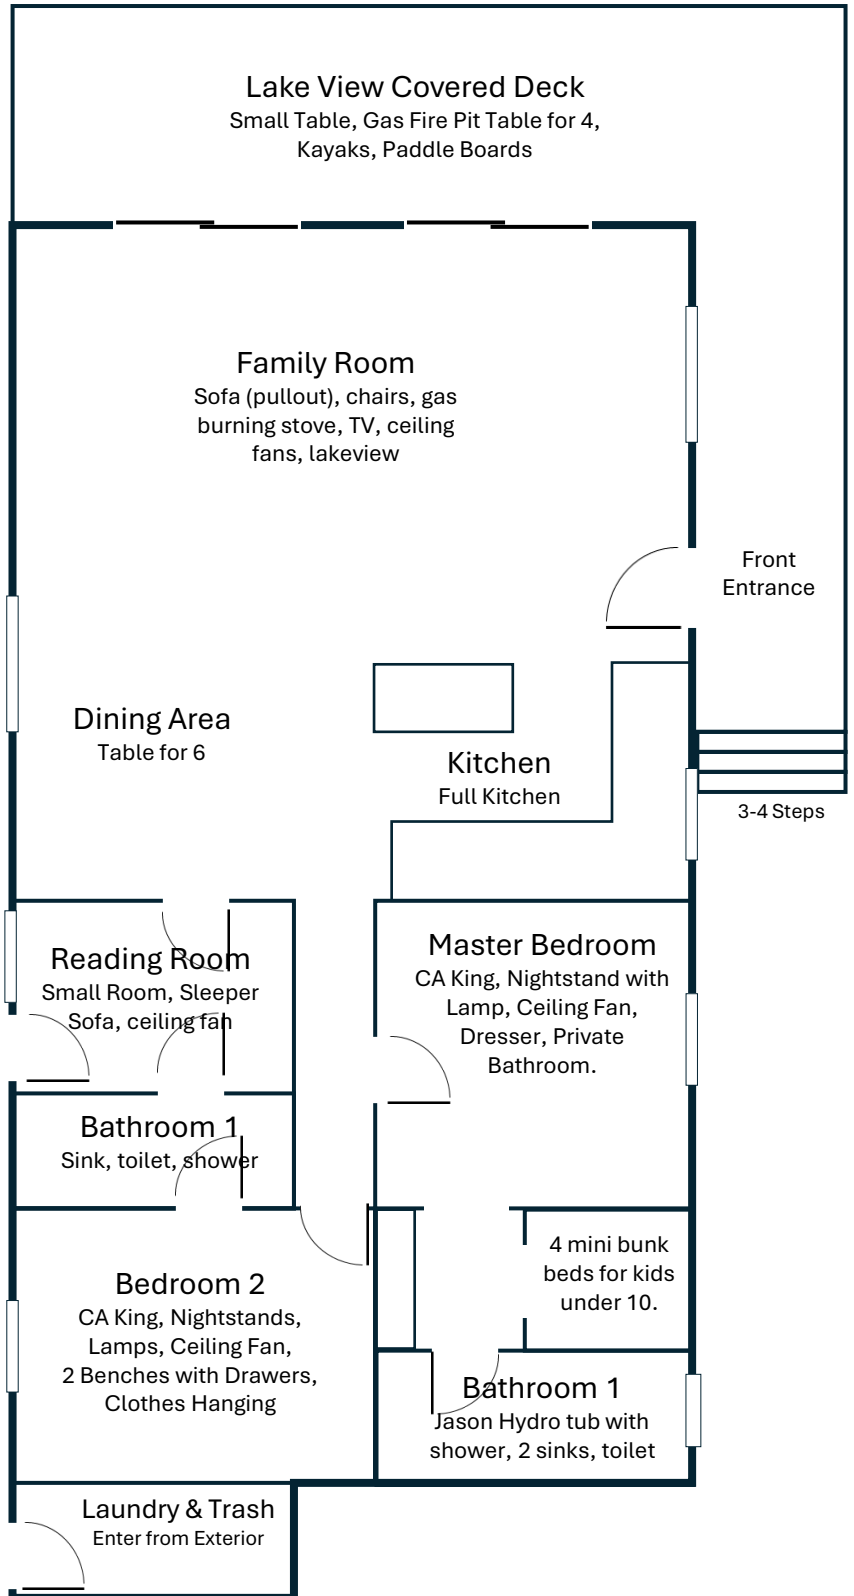 Lake View Covered Deck
Small Table, Gas Fire Pit Table for 4,
Kayaks, Paddle Boards
Family Room
Sofa (pullout), chairs, gas
burning stove, TV, ceiling
fans, lakeview
Front
Entrance
Dining Area
Table for 6
Kitchen
Full Kitchen
3-4 Steps
Reading Room
Small Room, Sleeper
Sofa, ceiling fan
Master Bedroom
CA King, Nightstand with
Lamp, Ceiling Fan,
Dresser, Private
Bathroom.
Bathroom 1
Sink, toilet, shower
4 mini bunk
beds for kids
under 10.
Bedroom 2
CA King, Nightstands,
Lamps, Ceiling Fan,
2 Benches with Drawers,
Clothes Hanging
Bathroom 1
Jason Hydro tub with
shower, 2 sinks, toilet
Laundry & Trash
Enter from Exterior